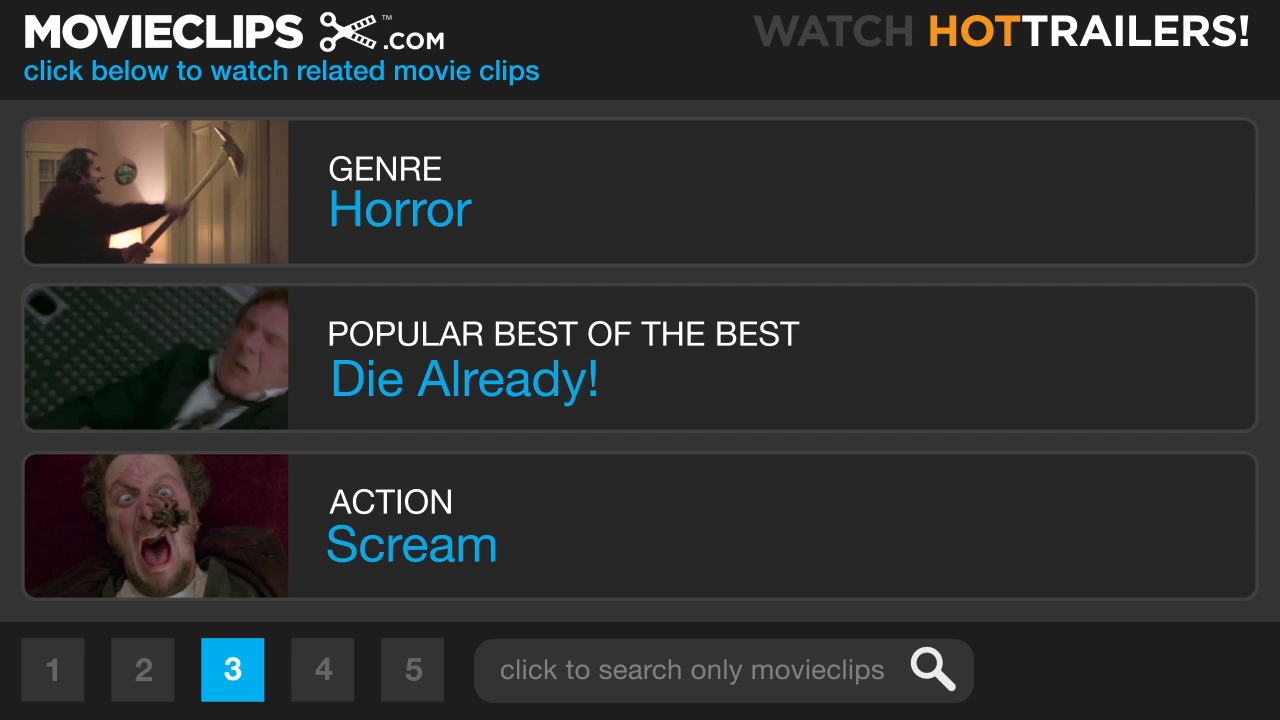 MOVIECLIPS ™ .COM
WATCH HOTTRAILERS!
click below to watch related movie clips
GENRE
Horror
POPULAR BEST OF THE BEST
Die Already!
ACTION
Scream
1 2 3 4 5
click to search only movieclips